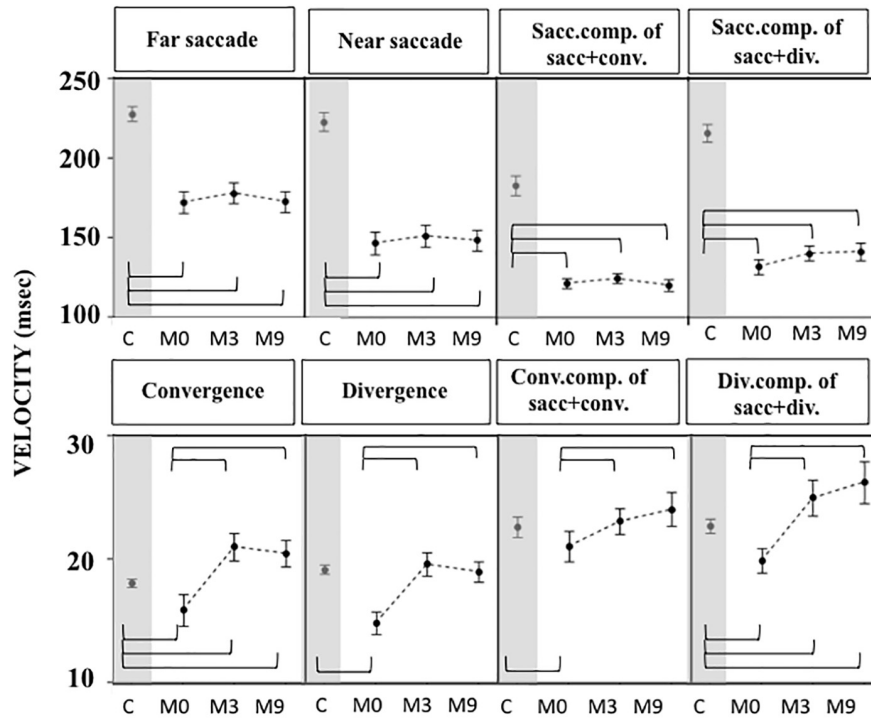 Far saccade
Near saccade
Sacc.comp. of
sacc+conv.
Sacc.comp. of
sacc+div.
250
200
150
100
C M0 M3 M9
C M0 M3 M9
C M0 M3 M9
C M0 M3 M9
VELOCITY (msec)
Convergence
Divergence
Conv.comp. of
sacc+conv.
Div.comp. of
sacc+div.
30
20
10
C M0 M3 M9
C M0 M3 M9
C M0 M3 M9
C M0 M3 M9